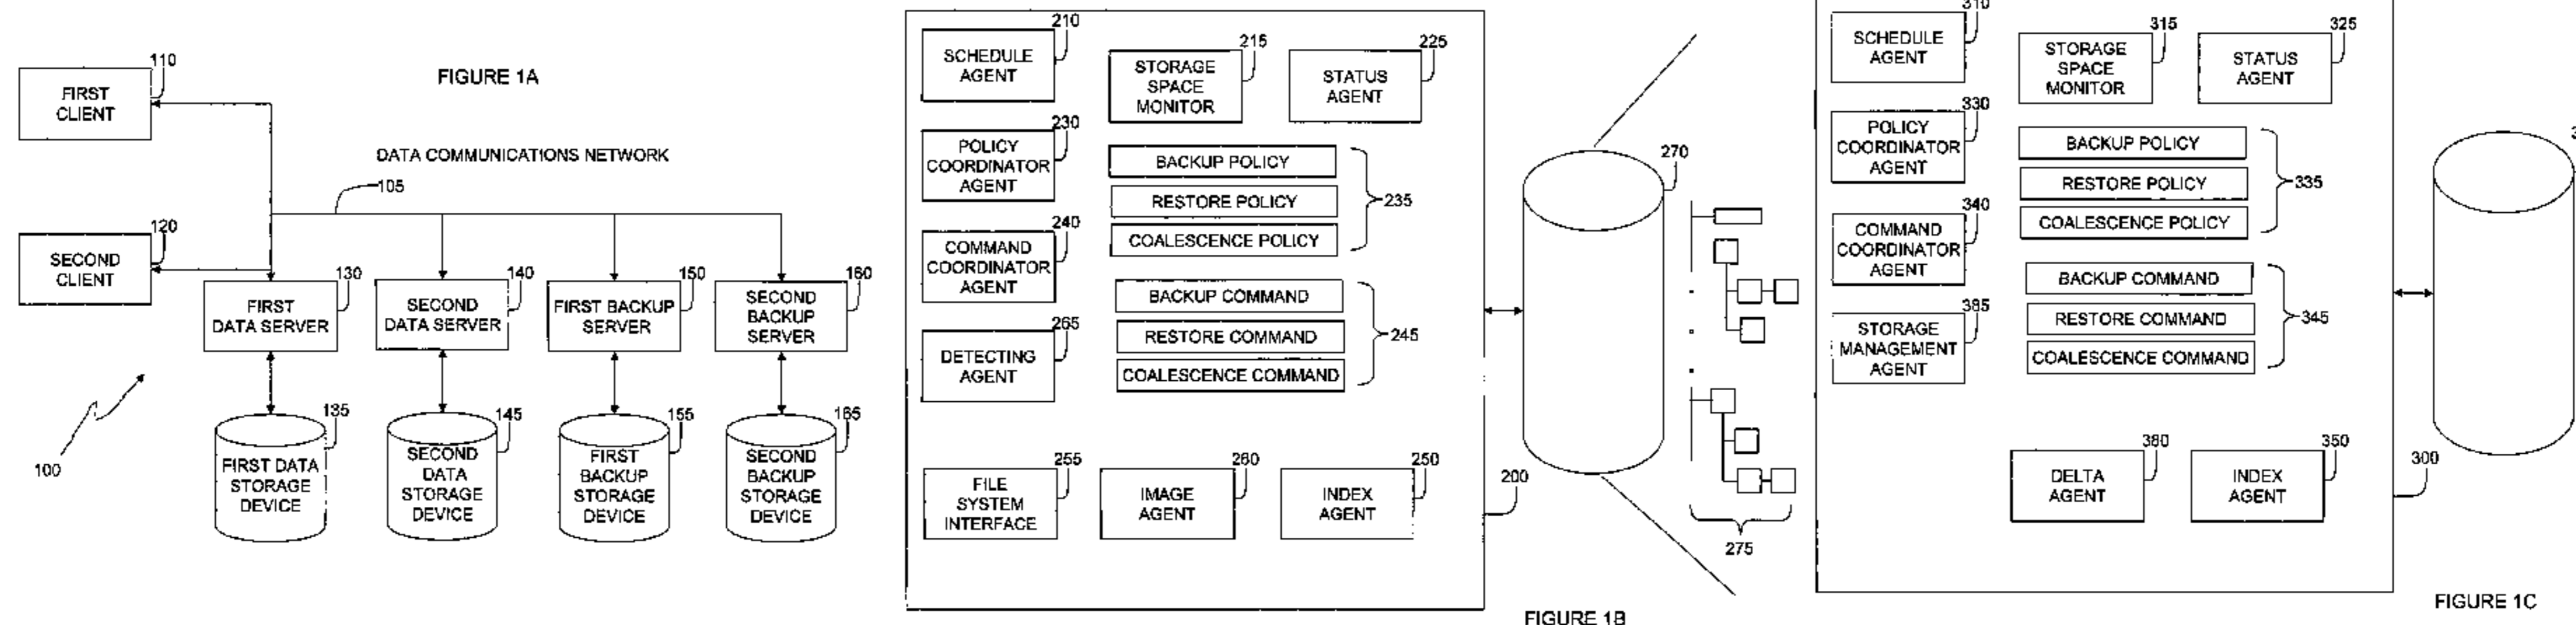 FIGURE 1A
110
FIRST
CLIENT
DATA COMMUNICATIONS NETWORK
105
120
SECOND
CLIENT
130
FIRST
DATA SERVER
140
SECOND
DATA SERVER
150
FIRST BACKUP
SERVER
160
SECOND
BACKUP
SERVER
135
FIRST DATA
STORAGE
DEVICE
145
SECOND
DATA
STORAGE
DEVICE
155
FIRST
BACKUP
STORAGE
DEVICE
165
SECOND
BACKUP
STORAGE
DEVICE
100
210
SCHEDULE
AGENT
215
STORAGE
SPACE
MONITOR
225
STATUS
AGENT
230
POLICY
COORDINATOR
AGENT
BACKUP POLICY
RESTORE POLICY
COALESCENCE POLICY
235
240
COMMAND
COORDINATOR
AGENT
BACKUP COMMAND
RESTORE COMMAND
COALESCENCE COMMAND
245
265
DETECTING
AGENT
255
FILE
SYSTEM
INTERFACE
260
IMAGE
AGENT
250
INDEX
AGENT
200
270
275
FIGURE 1B
310
SCHEDULE
AGENT
315
STORAGE
SPACE
MONITOR
325
STATUS
AGENT
330
POLICY
COORDINATOR
AGENT
BACKUP POLICY
RESTORE POLICY
COALESCENCE POLICY
335
340
COMMAND
COORDINATOR
AGENT
BACKUP COMMAND
RESTORE COMMAND
COALESCENCE COMMAND
345
385
STORAGE
MANAGEMENT
AGENT
380
DELTA
AGENT
350
INDEX
AGENT
300
FIGURE 1C